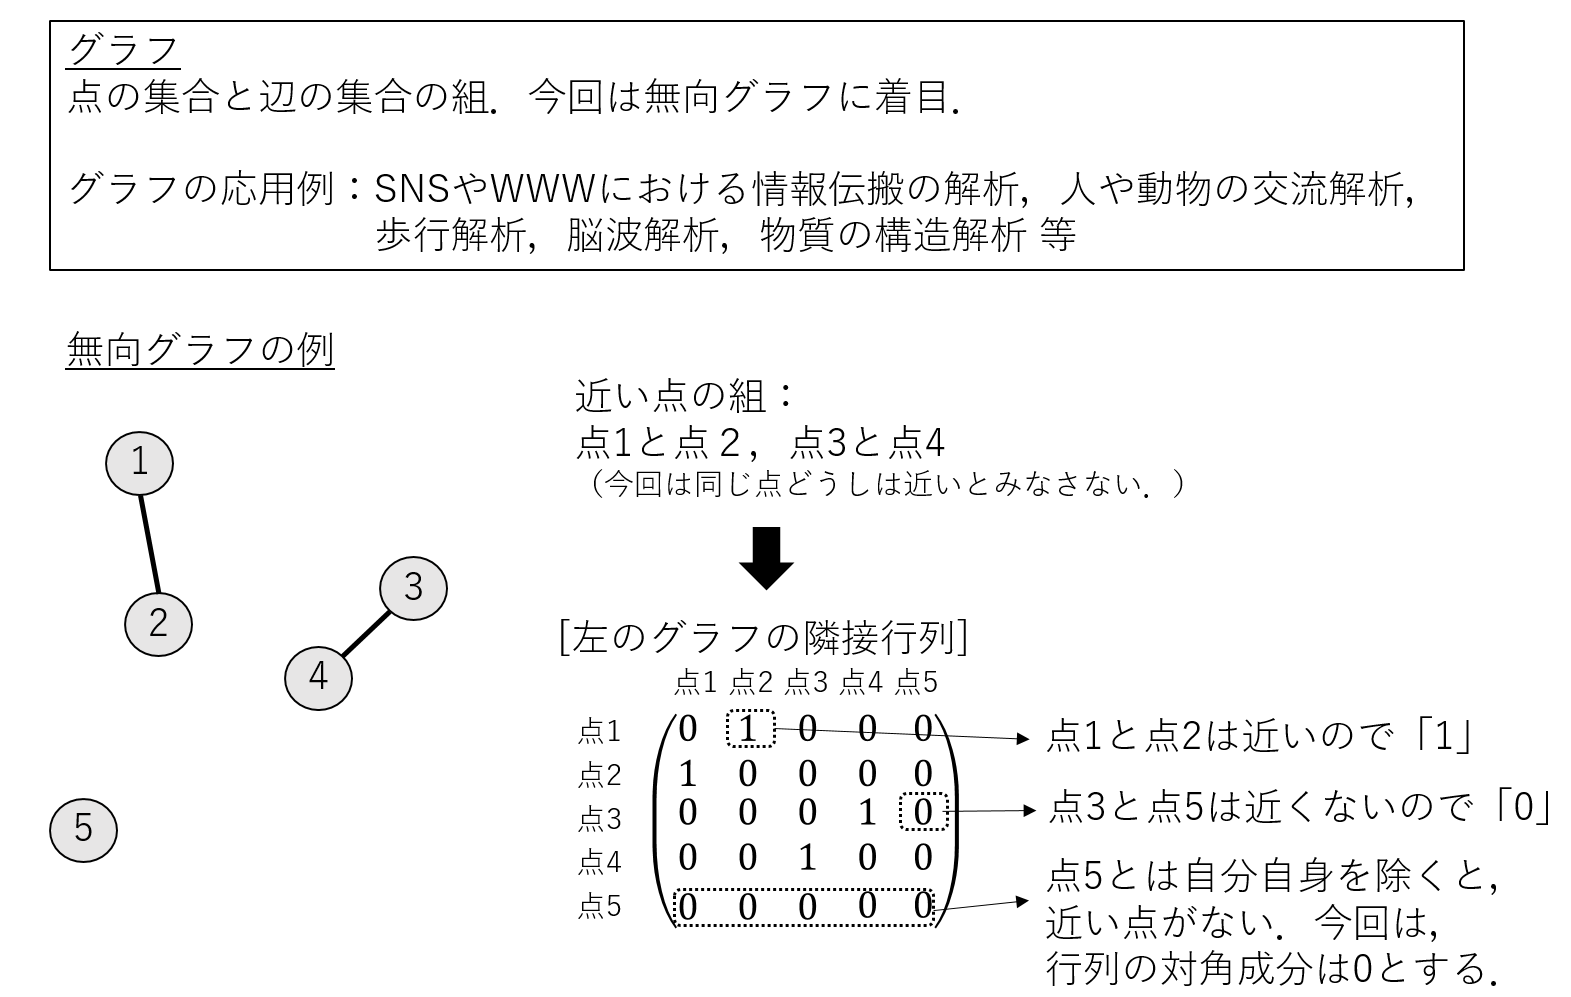 グラフ
点の集合と辺の集合の組．今回は無向グラフに着目．
グラフの応用例：SNSやWWWにおける情報伝搬の解析，人や動物の交流解析，
歩行解析，脳波解析，物質の構造解析 等
無向グラフの例
1
2
3
4
5
近い点の組：
点1と点２，点3と点4
（今回は同じ点どうしは近いとみなさない．）
[左のグラフの隣接行列]
点1 点2 点3 点4 点5
点1 0 1 0 0 0
点2 1 0 0 0 0
点3 0 0 0 1 0
点4 0 0 1 0 0
点5 0 0 0 0 0
点1と点2は近いので「1」
点3と点5は近くないので「0」
点5とは自分自身を除くと，
近い点がない．今回は，
行列の対角成分は0とする．